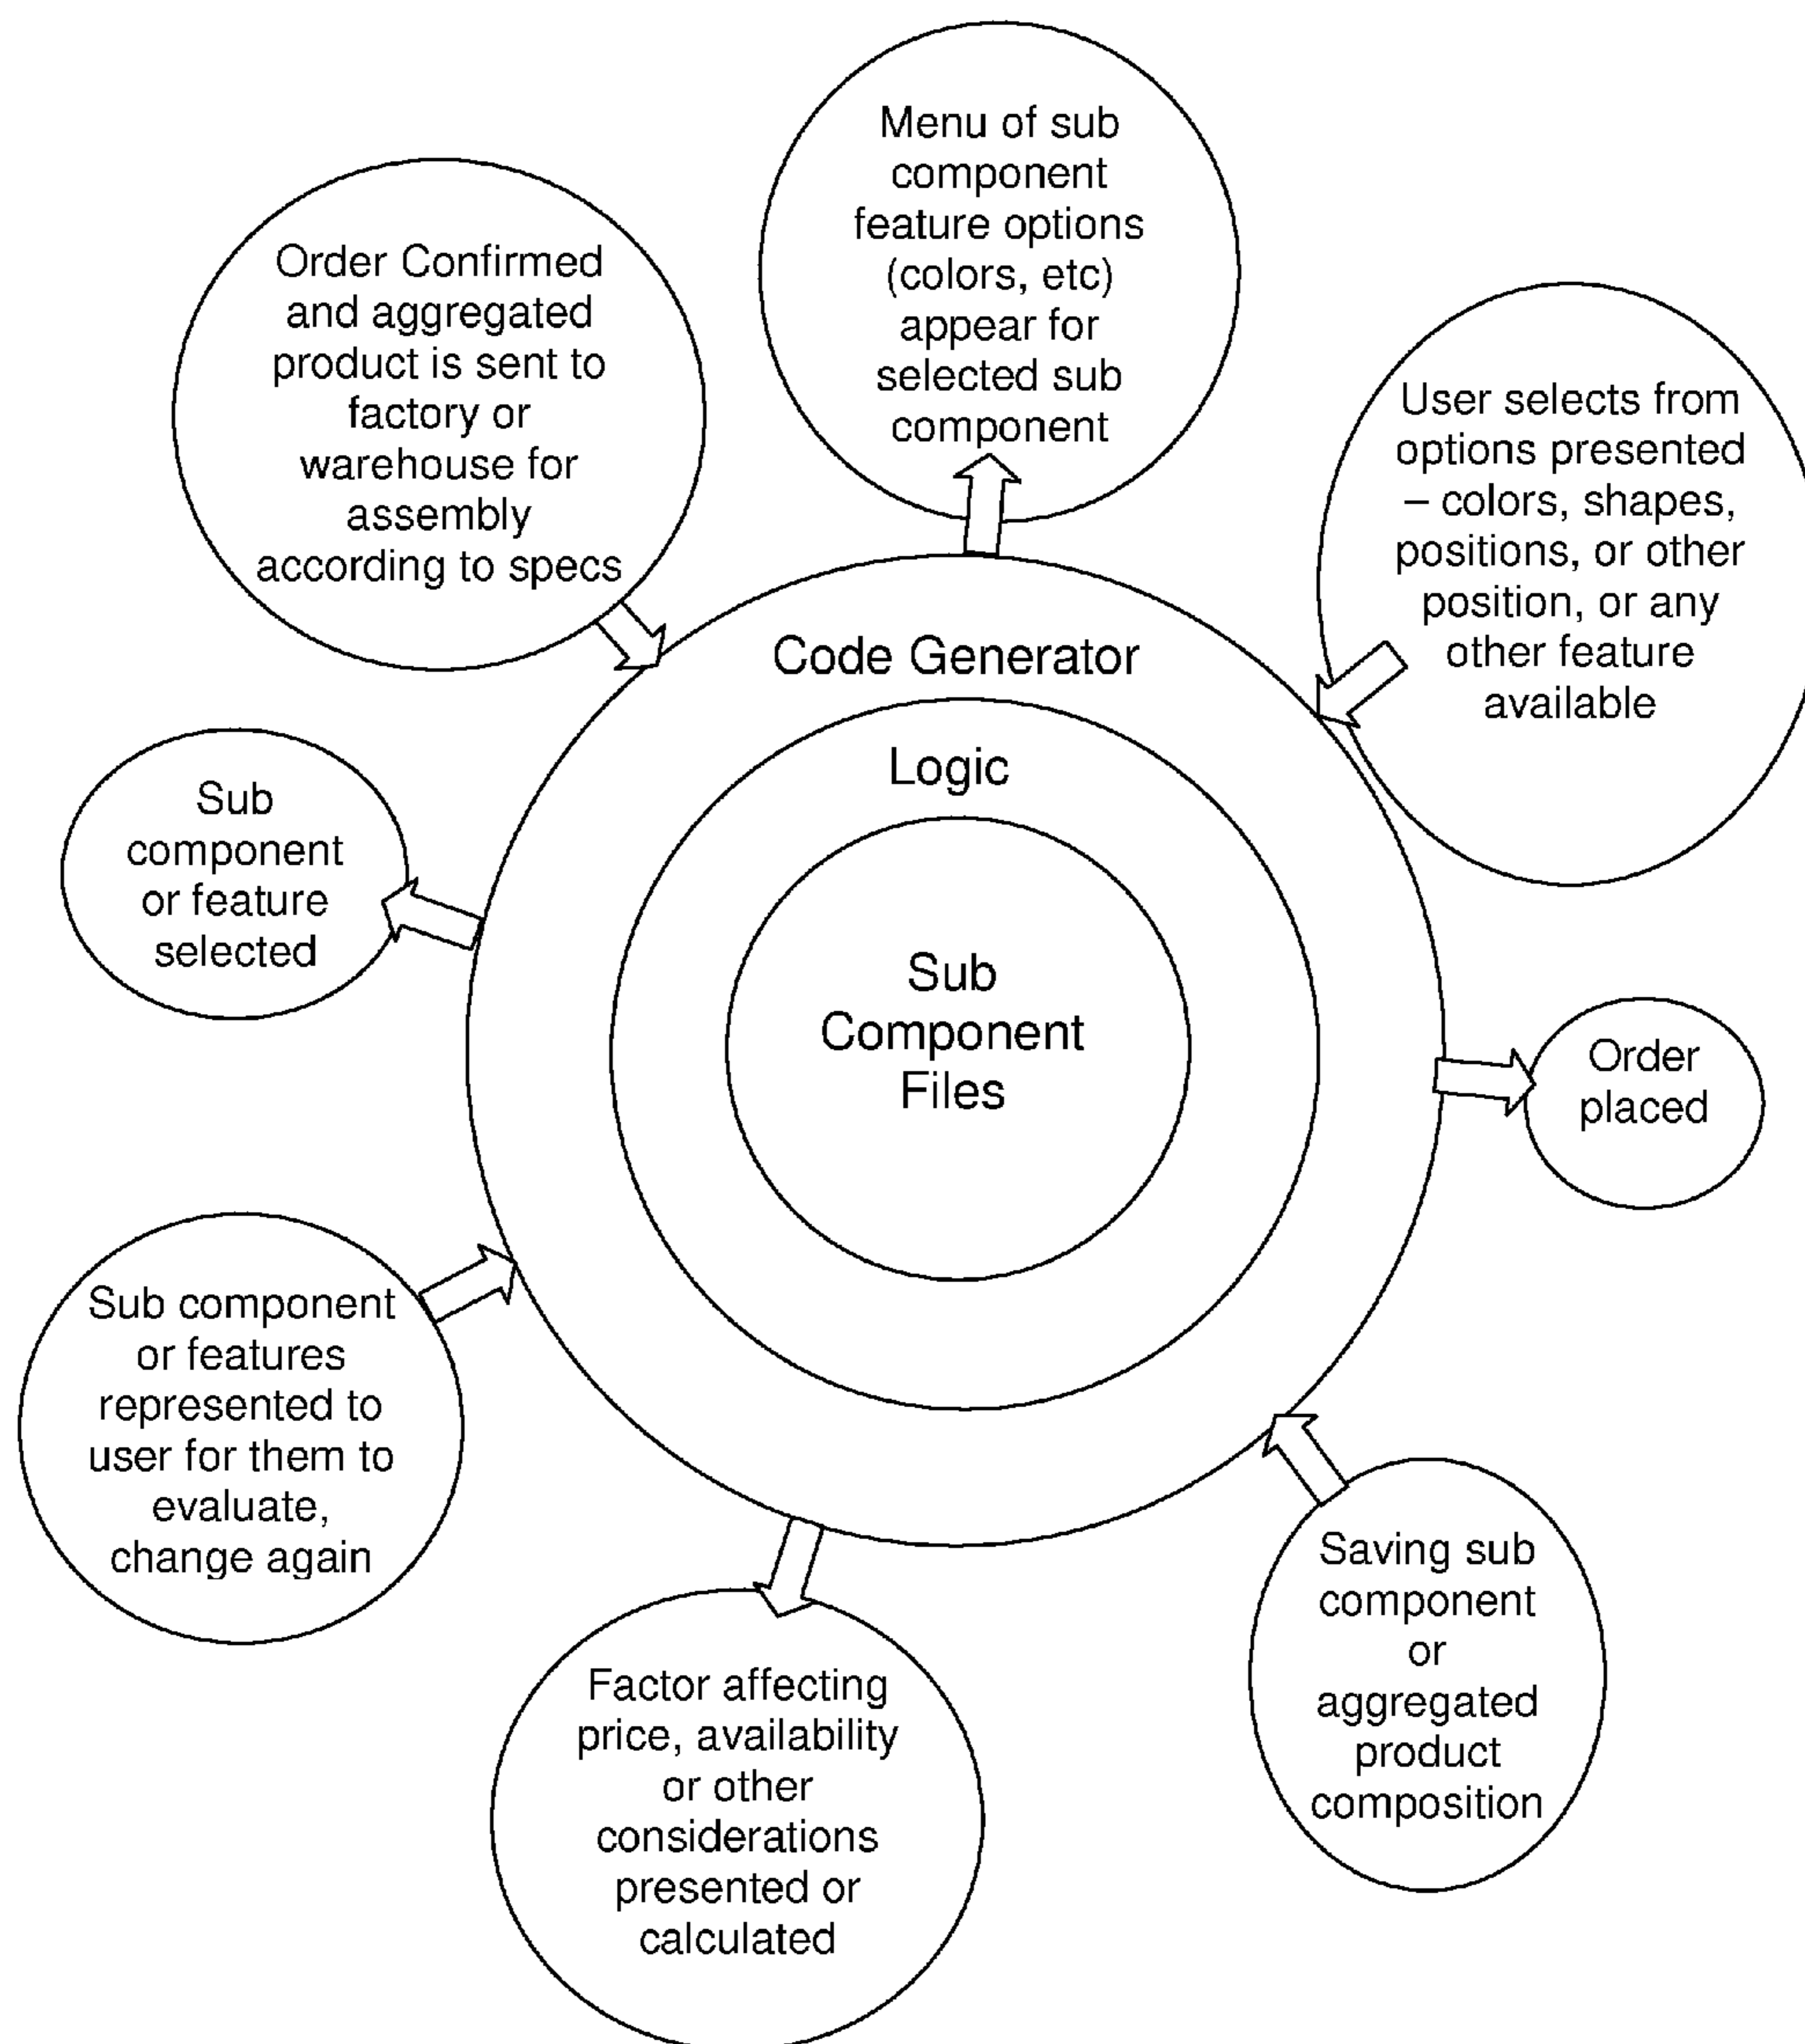 Menu of sub
component
feature options
(colors, etc)
appear for
selected sub
component
Order Confirmed
and aggregated
product is sent to
factory or
warehouse for
assembly
according to specs
User selects from
options presented
– colors, shapes,
positions, or other
position, or any
other feature
available
Code Generator
Logic
Sub
Component
Files
Sub
component
or feature
selected
Order
placed
Sub component
or features
represented to
user for them to
evaluate,
change again
Saving sub
component
or
aggregated
product
composition
Factor affecting
price, availability
or other
considerations
presented or
calculated